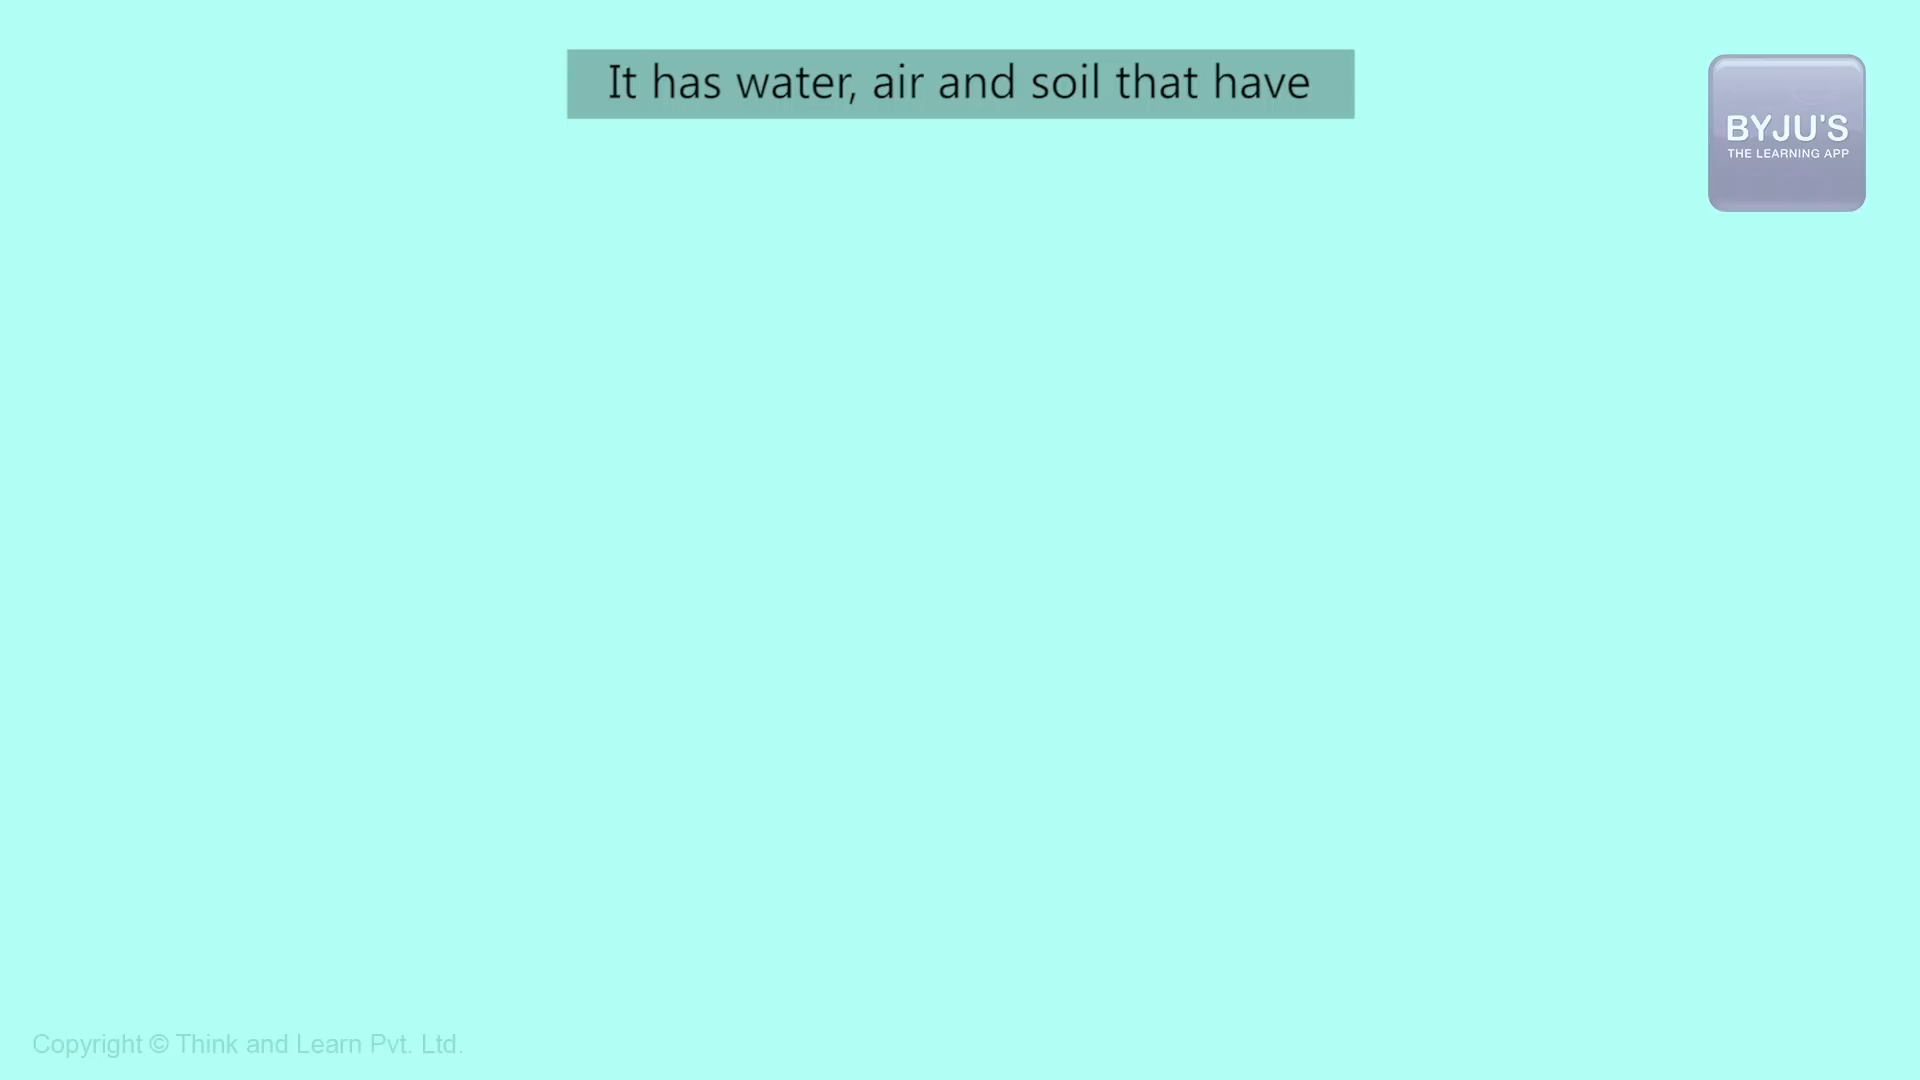 It has water, air and soil that have
BYJU'S
THE LEARNING APP
Copyright © Think and Learn Pvt. Ltd.